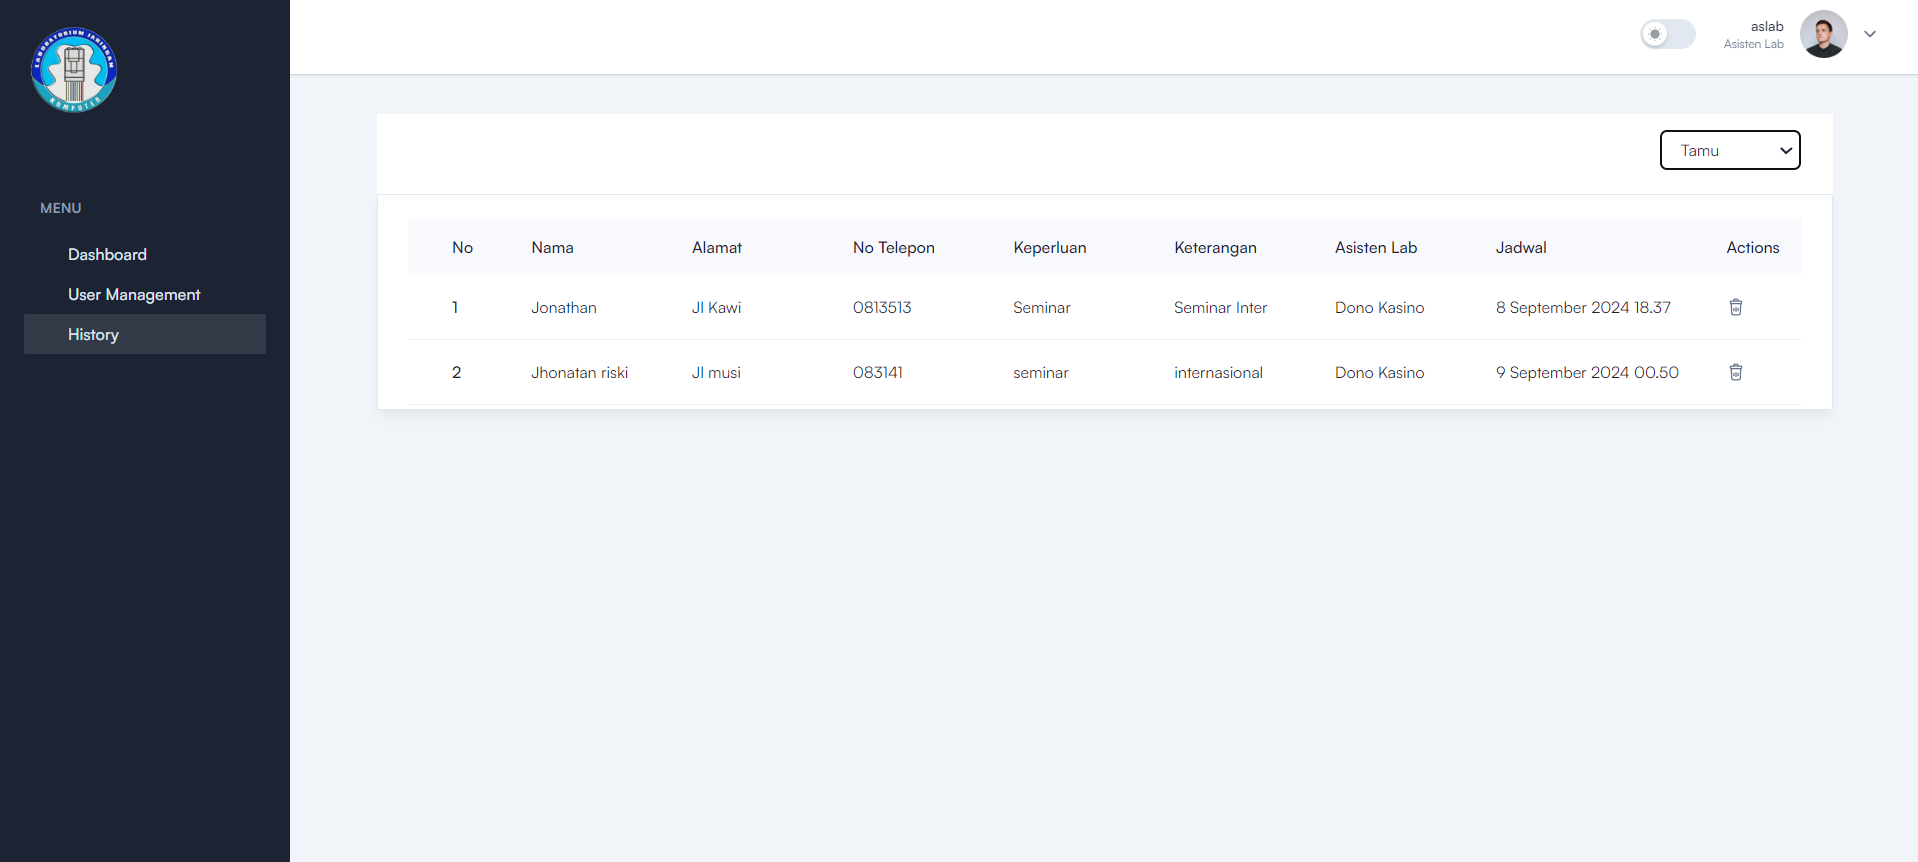 LABORATORIUM JARINGAN
KOMPUTER
aslab
Asisten Lab
MENU
Dashboard
User Management
History
Tamu
No Nama Alamat No Telepon Keperluan Keterangan Asisten Lab Jadwal Actions
1 Jonathan Jl Kawi 0813513 Seminar Seminar Inter Dono Kasino 8 September 2024 18.37
2 Jhonatan riski Jl musi 083141 seminar internasional Dono Kasino 9 September 2024 00.50